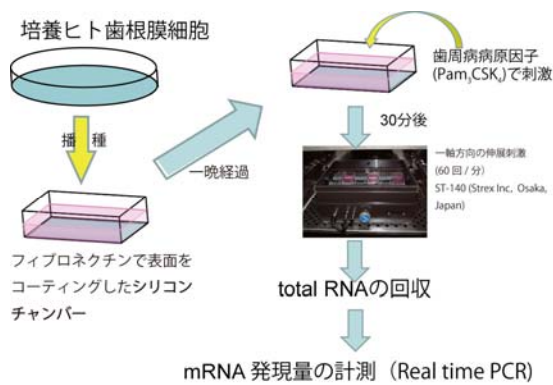 培養ヒト歯根膜細胞
播種
フィブロネクチンで表面を
コーティングしたシリコン
チャンバー
一晩経過
歯周病病原因子
(Pam₃CSK₄)で刺激
30分後
一軸方向の伸展刺激
(60 回 / 分)
ST-140 (Strex Inc, Osaka,
Japan)
total RNAの回収
mRNA 発現量の計測（Real time PCR)